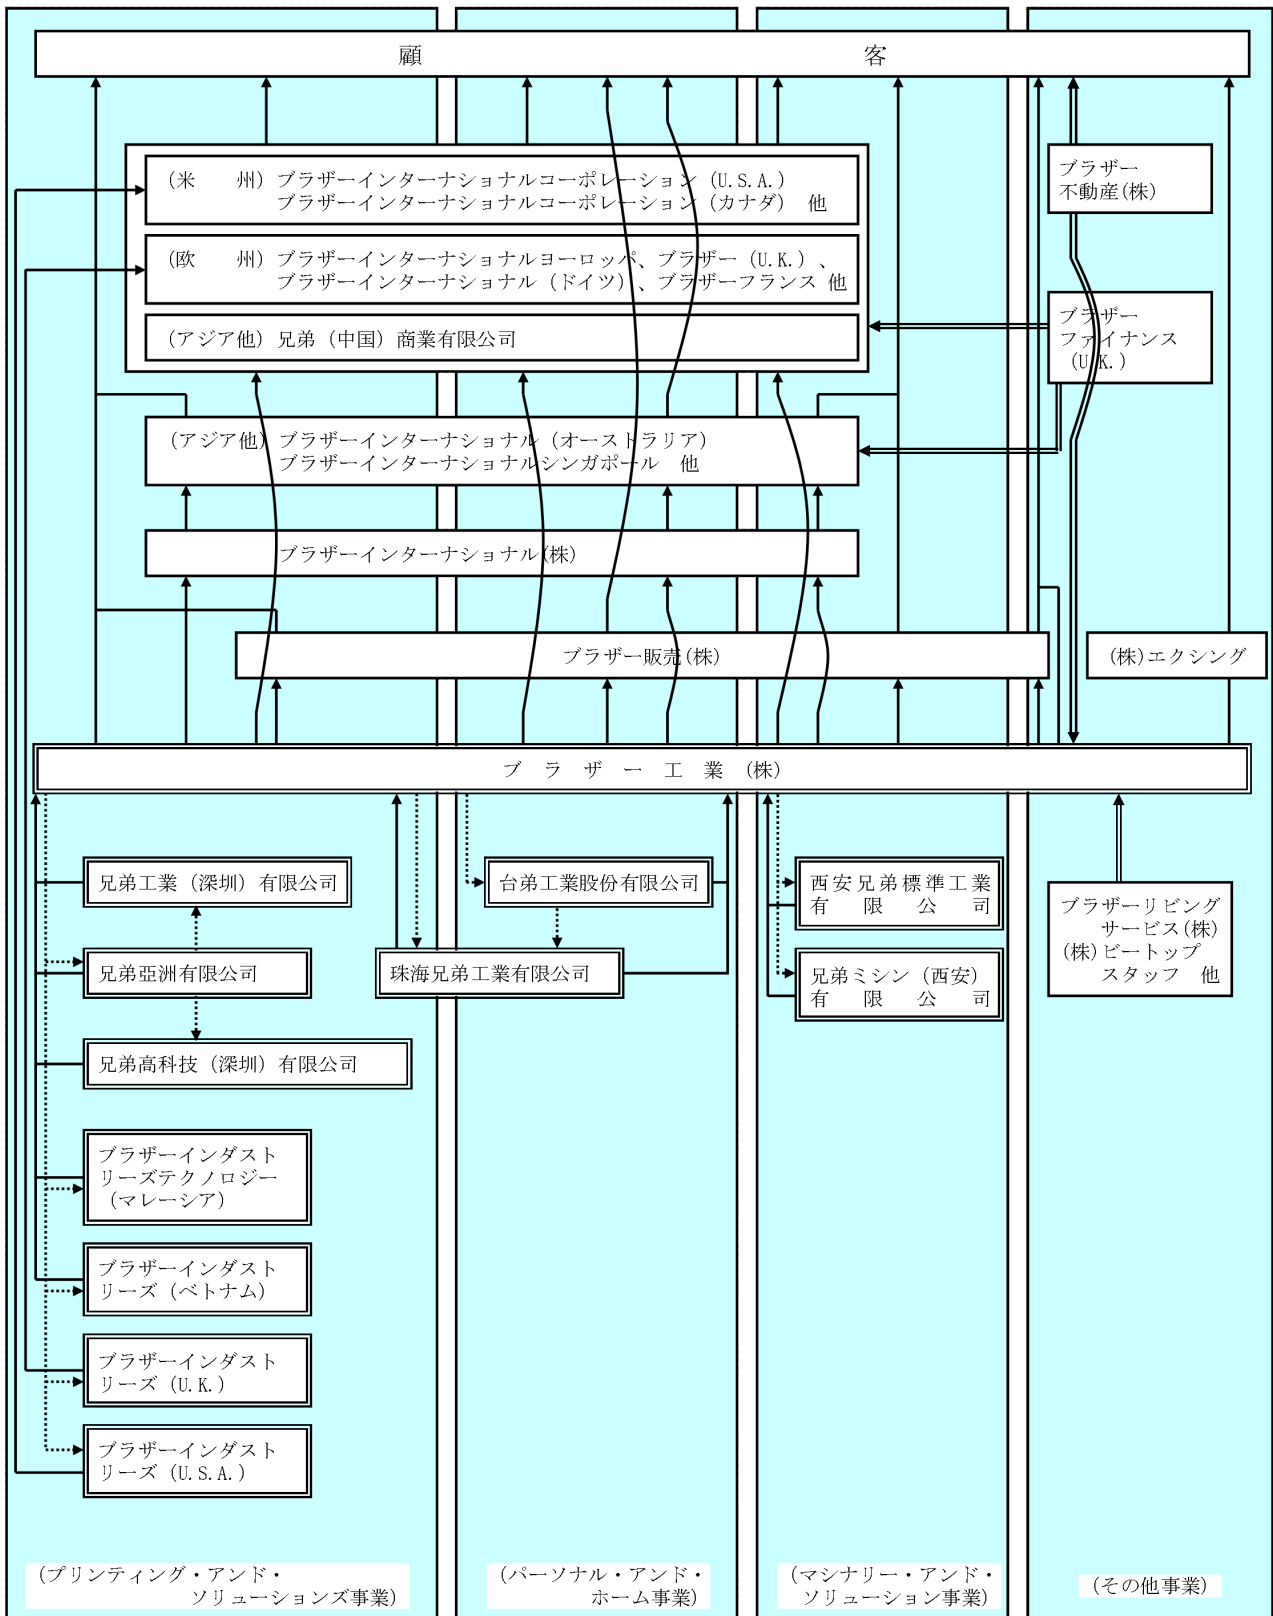 顧客
(米　州) ブラザーインターナショナルコーポレーション (U.S.A.)
ブラザーインターナショナルコーポレーション (カナダ) 他
(欧　州) ブラザーインターナショナルヨーロッパ、ブラザー (U.K.) 、
ブラザーインターナショナル (ドイツ) 、ブラザーフランス 他
(アジア他) 兄弟 (中国) 商業有限公司
ブラザー
不動産(株)
ブラザー
ファイナンス
(U.K.)
(アジア他) ブラザーインターナショナル (オーストラリア)
ブラザーインターナショナルシンガポール 他
ブラザーインターナショナル(株)
ブラザー販売(株)
(株)エクシング
ブラザー工業 (株)
兄弟工業 (深圳) 有限公司
兄弟亞洲有限公司
兄弟高科技 (深圳) 有限公司
ブラザーインダスト
リーズテクノロジー
(マレーシア)
ブラザーインダスト
リーズ (ベトナム)
ブラザーインダスト
リーズ (U.K.)
ブラザーインダスト
リーズ (U.S.A.)
台弟工業股份有限公司
珠海兄弟工業有限公司
西安兄弟標準工業
有限公司
兄弟ミシン (西安)
有限公司
ブラザーリビング
サービス(株)
(株)ビートップ
スタッフ 他
(プリンティング・アンド・
ソリューションズ事業)
(パーソナル・アンド・
ホーム事業)
(マシナリー・アンド・
ソリューション事業)
(その他事業)